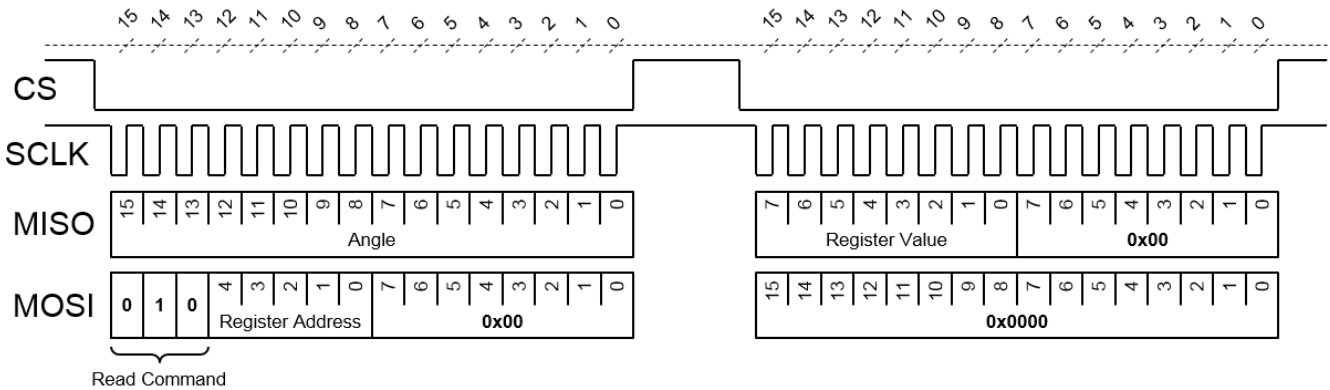 15 14 13 12 11 10 9 8 7 6 5 4 3 2 1 0 15 14 13 12 11 10 9 8 7 6 5 4 3 2 1 0
CS
SCLK
MISO 15 14 13 12 11 10 9 8 7 6 5 4 3 2 1 0 7 6 5 4 3 2 1 0 7 6 5 4 3 2 1 0
Angle Register Value 0x00
MOSI 0 1 0 4 3 2 1 0 7 6 5 4 3 2 1 0 15 14 13 12 11 10 9 8 7 6 5 4 3 2 1 0
Register Address 0x00 0x0000
Read Command